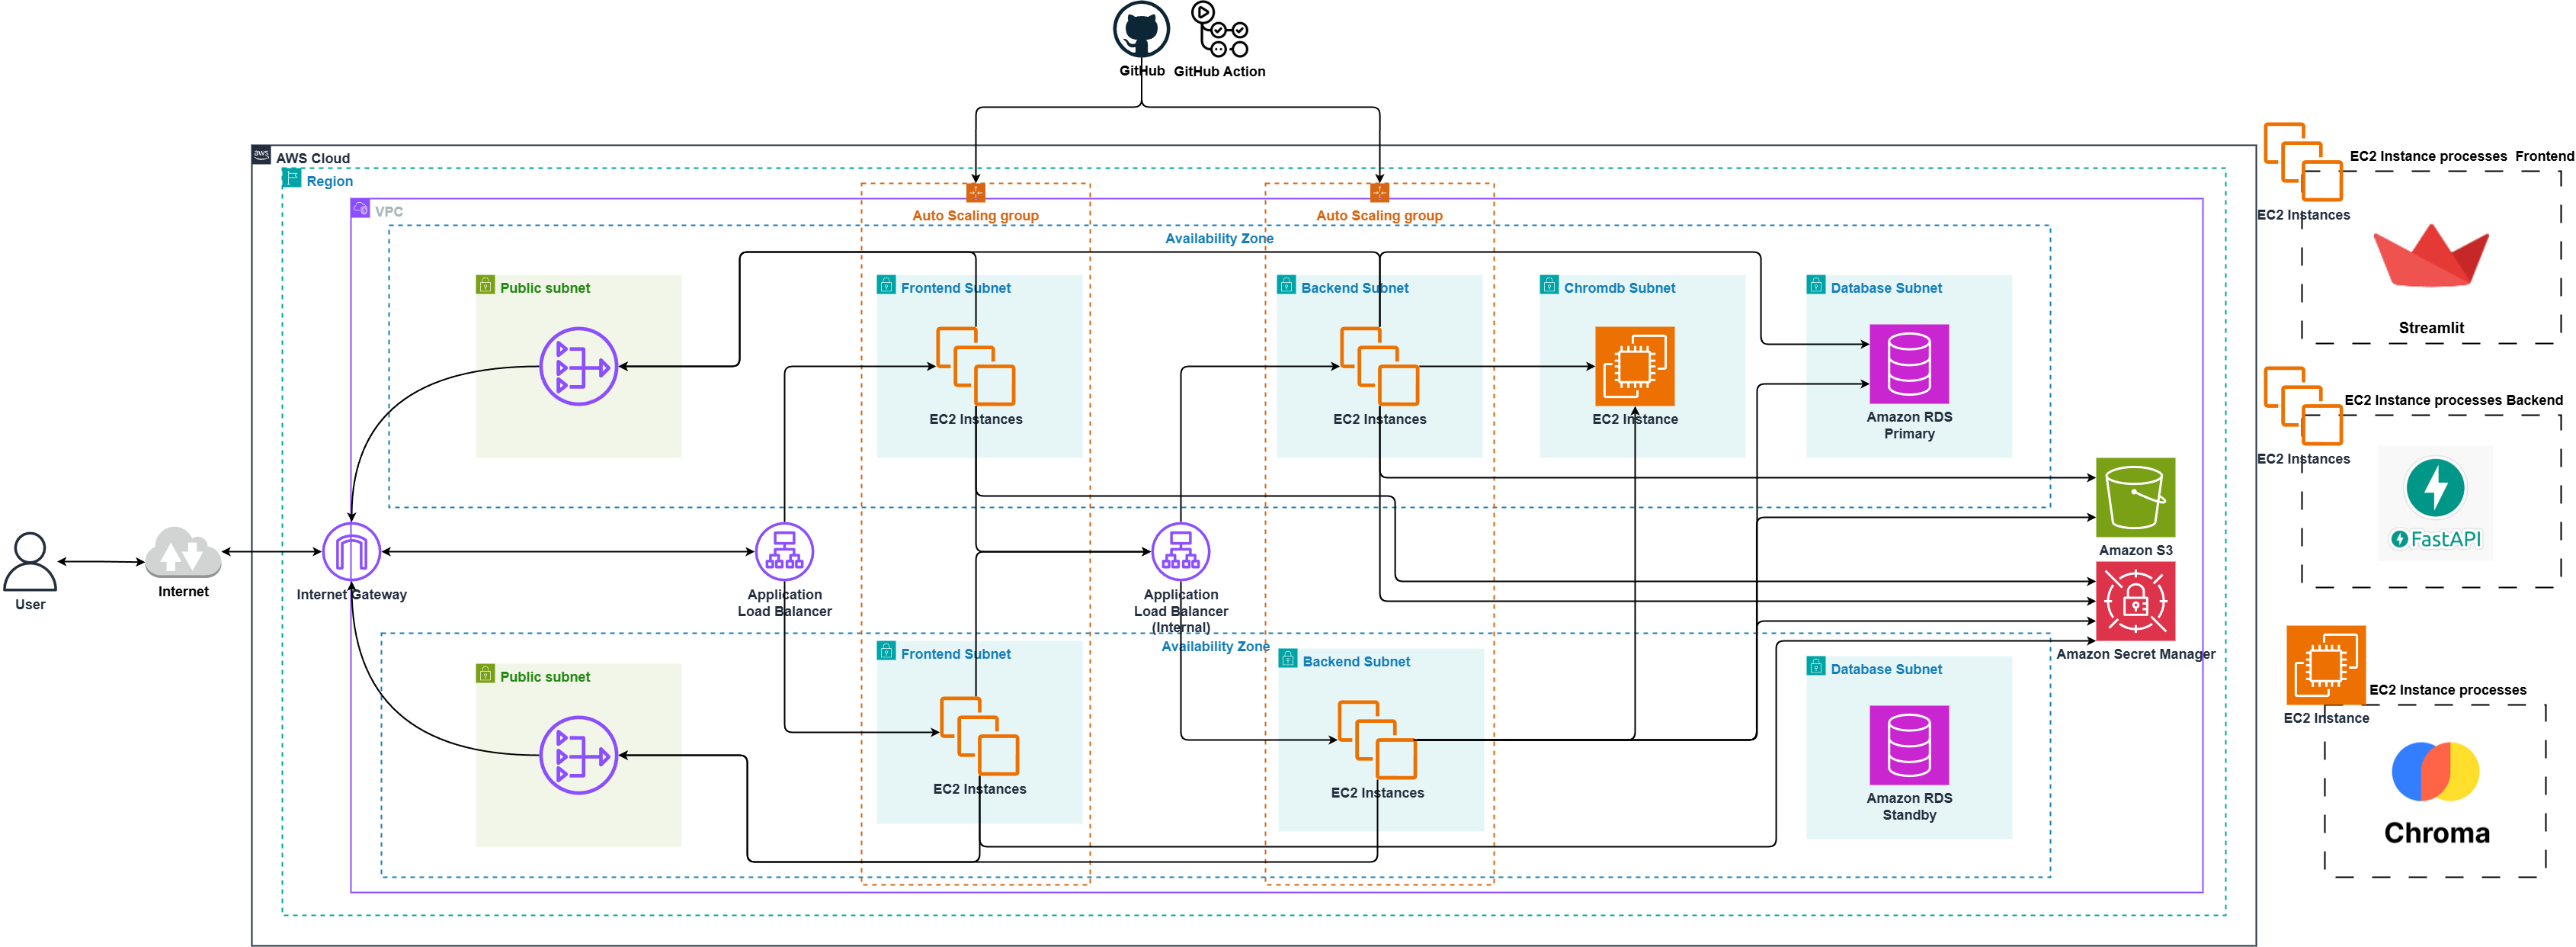 GitHub
GitHub Action
aws
AWS Cloud
Region
VPC
Auto Scaling group
Auto Scaling group
Availability Zone
Public subnet
Frontend Subnet
Backend Subnet
Chromdb Subnet
Database Subnet
EC2 Instances
EC2 Instances
EC2 Instance
Amazon RDS
Primary
User
Internet
Internet Gateway
Application
Load Balancer
Application
Load Balancer
(Internal)
Amazon S3
Amazon Secret Manager
Availability Zone
Public subnet
Frontend Subnet
Backend Subnet
Database Subnet
EC2 Instances
EC2 Instances
Amazon RDS
Standby
EC2 Instance processes Frontend
EC2 Instances
Streamlit
EC2 Instance processes Backend
EC2 Instances
FastAPI
EC2 Instance processes
EC2 Instance
Chroma